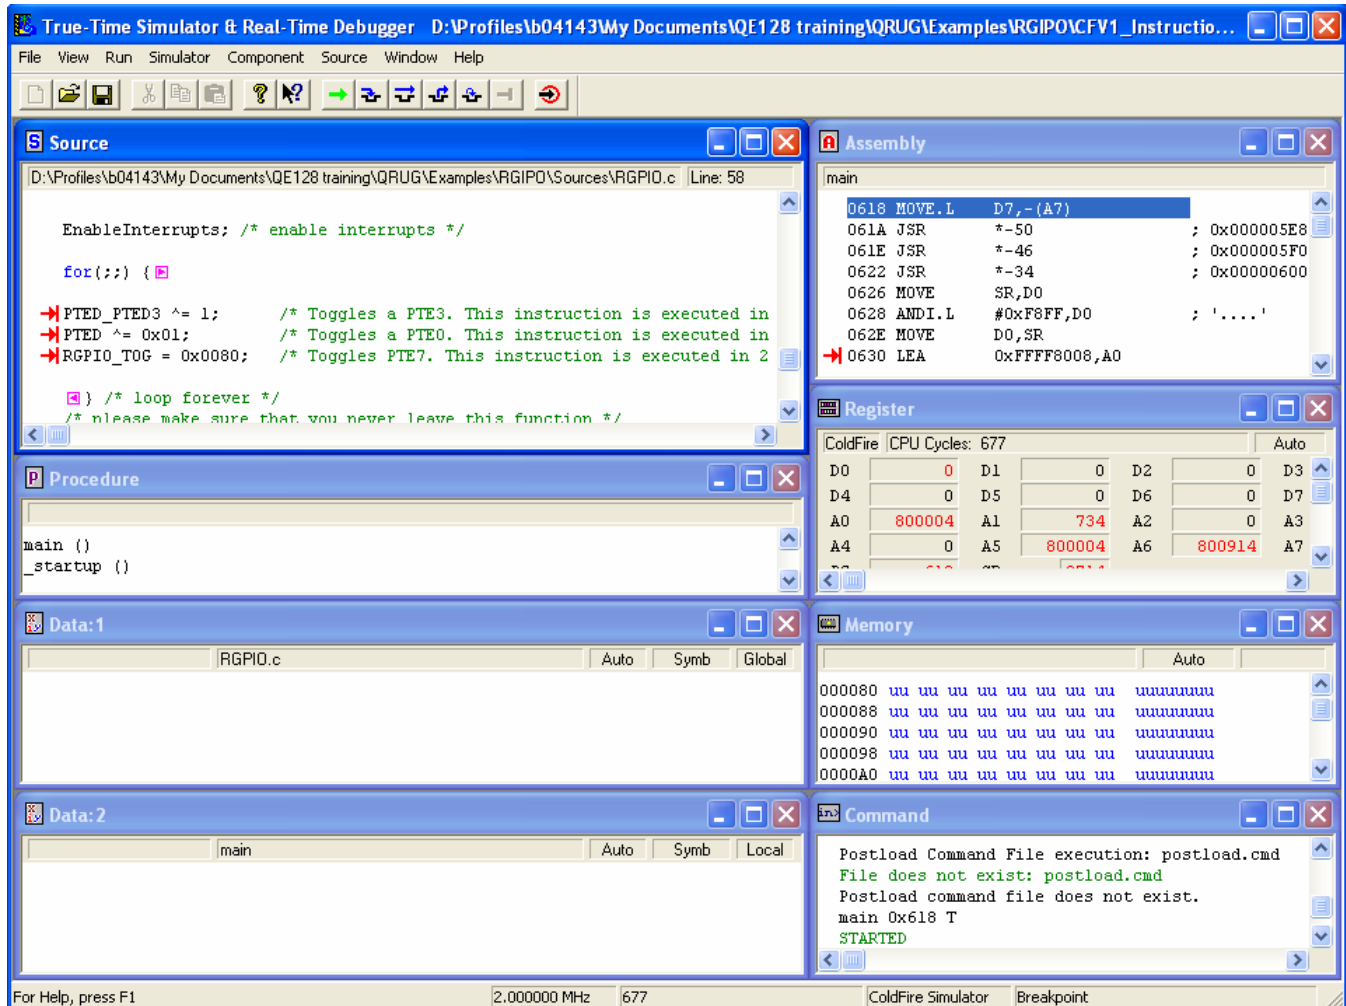 True-Time Simulator & Real-Time Debugger D:\Profiles\b04143\My Documents\QE128 training\QRUG\Examples\RGIPO\CFV1_Instructio...
File View Run Simulator Component Source Window Help
Source
D:\Profiles\b04143\My Documents\QE128 training\QRUG\Examples\RGIPO\Sources\RGPIO.c Line: 58
EnableInterrupts; /* enable interrupts */
for(;;) {
PTED_PTED3 ^= 1; /* Toggles a PTE3. This instruction is executed in
PTED ^= 0x01; /* Toggles a PTE0. This instruction is executed in
RGPIO_TOG = 0x0080; /* Toggles PTE7. This instruction is executed in 2
} /* loop forever */
/* please make sure that you never leave this function */
Assembly
main
0618 MOVE.L D7,-(A7)
061A JSR *-50 ; 0x000005E8
061E JSR *-46 ; 0x000005F0
0622 JSR *-34 ; 0x00000600
0626 MOVE SR,D0
0628 ANDI.L #0xF8FF,D0 ; '....'
062E MOVE D0,SR
0630 LEA 0xFFFF8008,A0
Register
ColdFire CPU Cycles: 677 Auto
D0 0 D1 0 D2 0 D3
D4 0 D5 0 D6 0 D7
A0 800004 A1 734 A2 0 A3
A4 0 A5 800004 A6 800914 A7
Procedure
main ()
_startup ()
Data:1
RGPIO.c Auto Symb Global
Memory
Auto
000080 uu uu uu uu uu uu uu uu uuuuuuuu
000088 uu uu uu uu uu uu uu uu uuuuuuuu
000090 uu uu uu uu uu uu uu uu uuuuuuuu
000098 uu uu uu uu uu uu uu uu uuuuuuuu
0000A0 uu uu uu uu uu uu uu uu uuuuuuuu
Data:2
main Auto Symb Local
Command
Postload Command File execution: postload.cmd
File does not exist: postload.cmd
Postload command file does not exist.
main 0x618 T
STARTED
For Help, press F1 2.000000 MHz 677 ColdFire Simulator Breakpoint